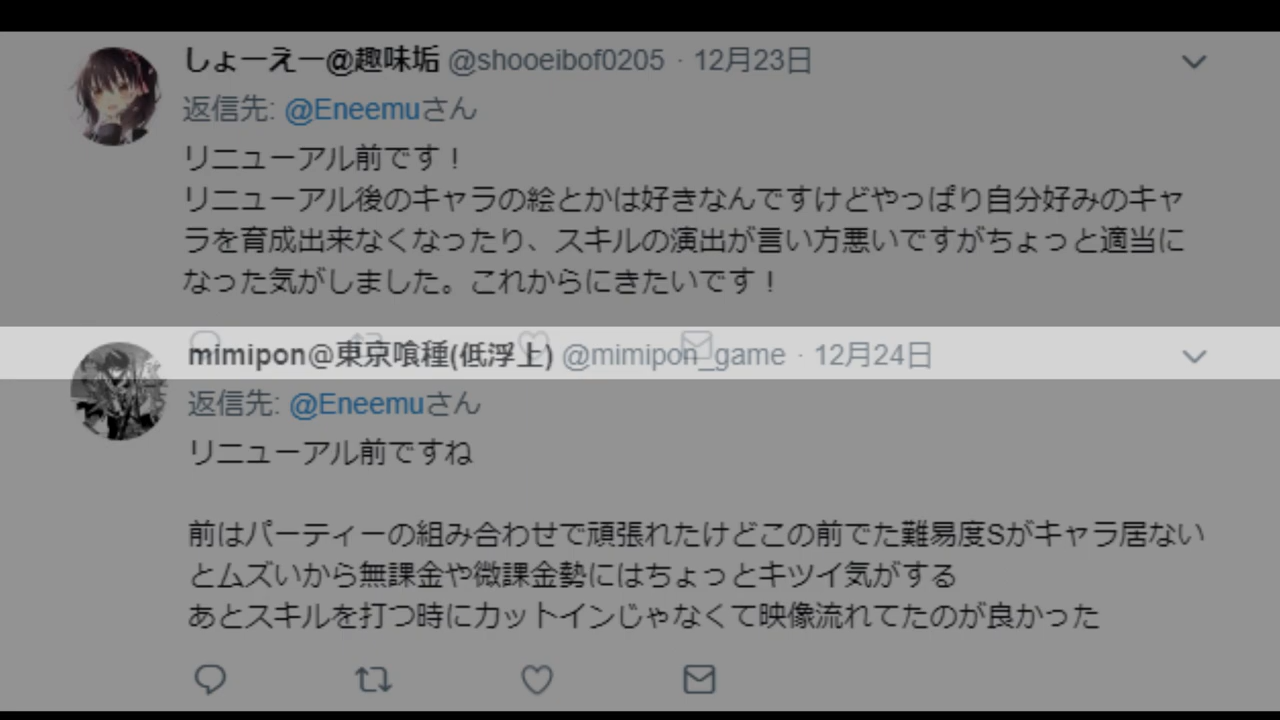 しょーえー@趣味垢 @shooeibof0205 · 12月23日
返信先: @Eneemuさん
リニューアル前です！
リニューアル後のキャラの絵とかは好きなんですけどやっぱり自分好みのキャ
ラを育成出来なくなったり、スキルの演出が言い方悪いですがちょっと適当に
なった気がしました。これからにきたいです！
mimipon@東京喰種(低浮上) @mimipon_game · 12月24日
返信先: @Eneemuさん
リニューアル前ですね
前はパーティーの組み合わせで頑張れたけどこの前でた難易度Sがキャラ居ない
とムズいから無課金や微課金勢にはちょっとキツイ気がする
あとスキルを打つ時にカットインじゃなくて映像流れてたのが良かった